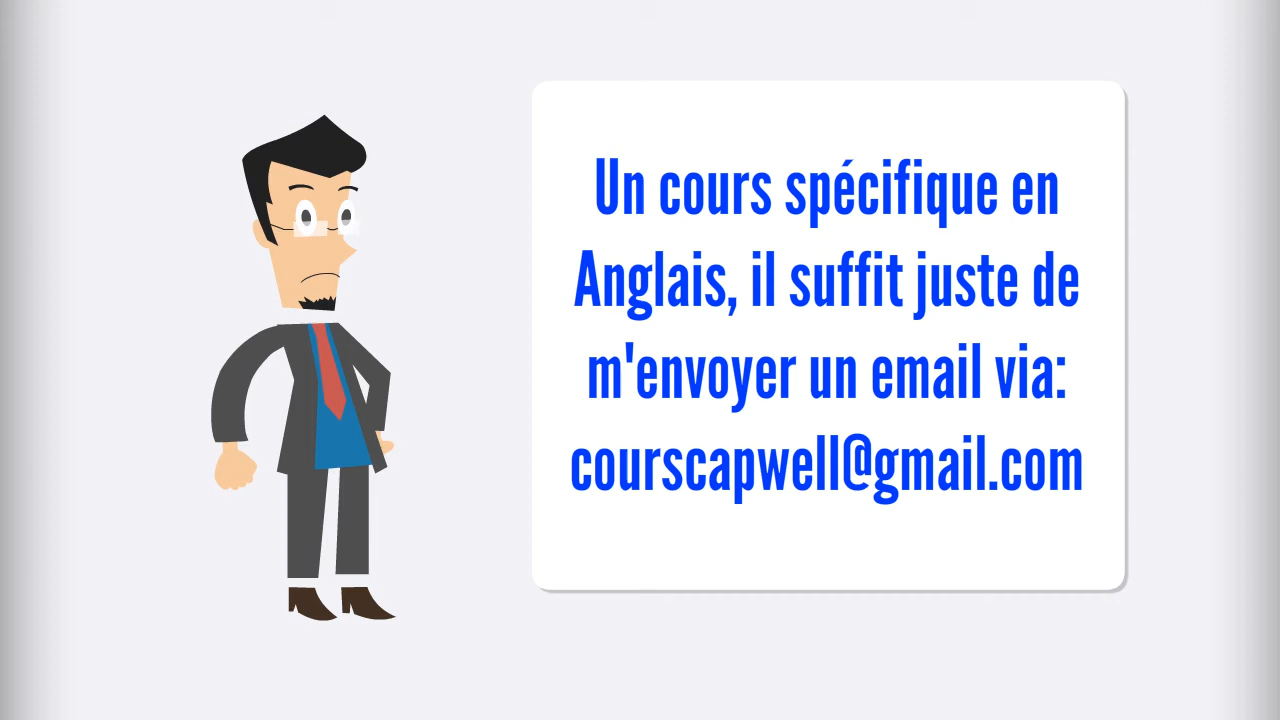 Un cours spécifique en
Anglais, il suffit juste de
m'envoyer un email via:
courscapwell@gmail.com